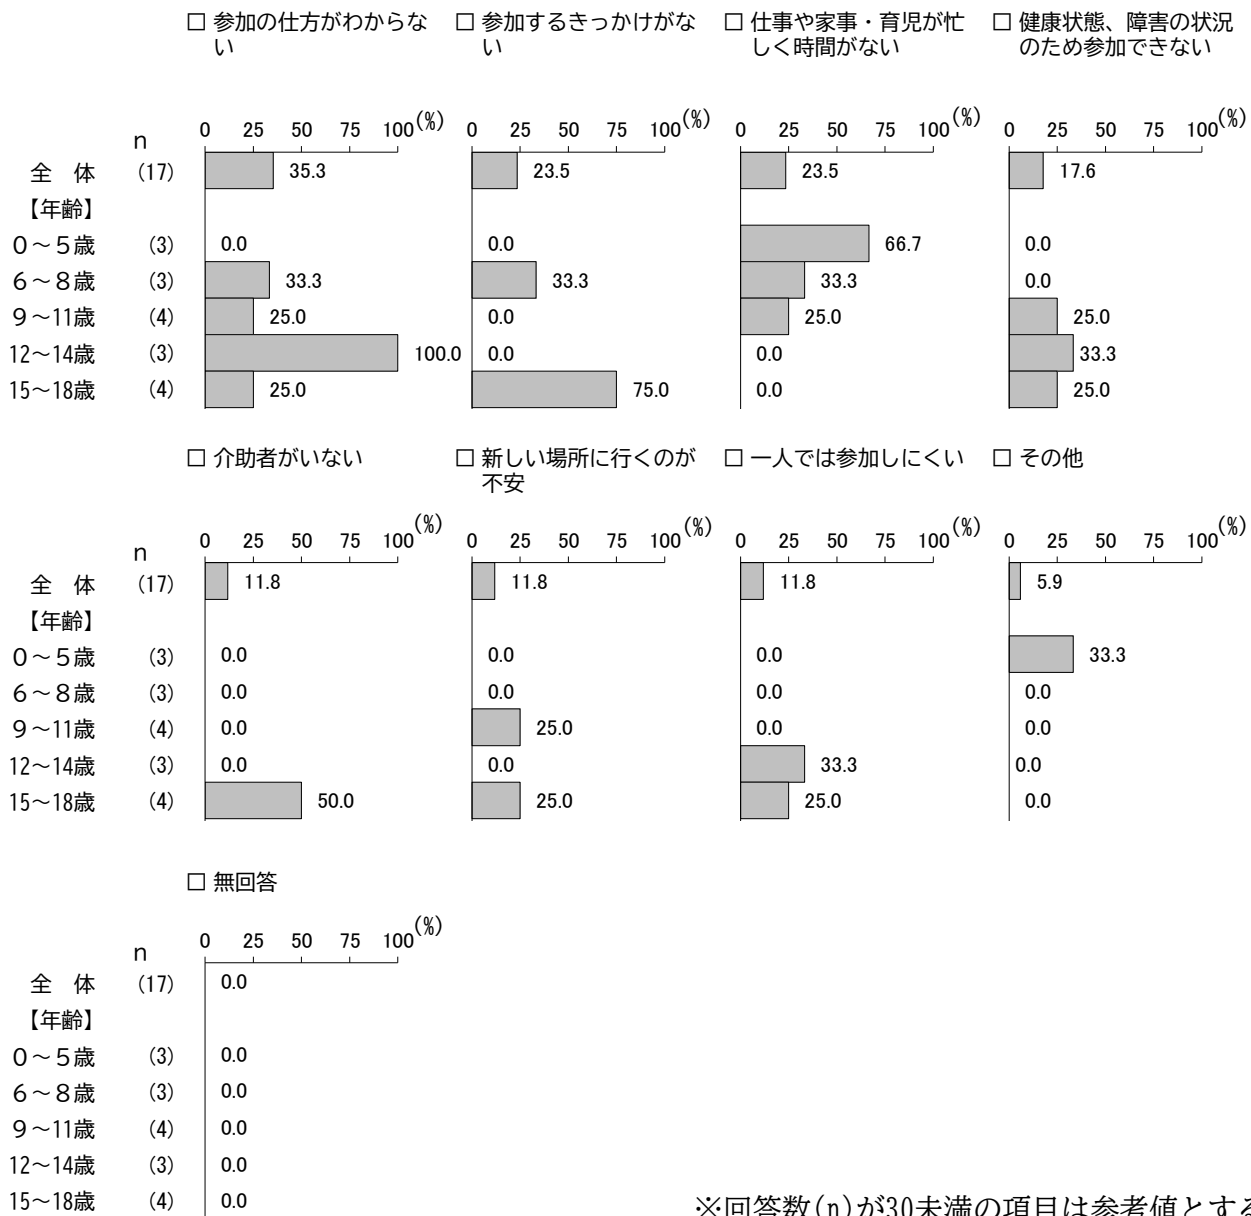 □ 参加の仕方がわからな
い
□ 参加するきっかけがな
い
□ 仕事や家事・育児が忙
しく時間がない
□ 健康状態、障害の状況
のため参加できない
n 0 25 50 75 100(%) 0 25 50 75 100(%) 0 25 50 75 100(%) 0 25 50 75 100(%)
全 体 (17) 35.3 23.5 23.5 17.6
【年齢】
0～5歳 (3) 0.0 0.0 66.7 0.0
6～8歳 (3) 33.3 33.3 33.3 0.0
9～11歳 (4) 25.0 0.0 25.0 25.0
12～14歳 (3) 100.0 0.0 0.0 33.3
15～18歳 (4) 25.0 75.0 0.0 25.0
□ 介助者がいない
□ 新しい場所に行くのが
不安
□ 一人では参加しにくい
□ その他
n 0 25 50 75 100(%) 0 25 50 75 100(%) 0 25 50 75 100(%) 0 25 50 75 100(%)
全 体 (17) 11.8 11.8 11.8 5.9
【年齢】
0～5歳 (3) 0.0 0.0 0.0 33.3
6～8歳 (3) 0.0 0.0 0.0 0.0
9～11歳 (4) 0.0 25.0 0.0 0.0
12～14歳 (3) 0.0 0.0 33.3 0.0
15～18歳 (4) 50.0 25.0 25.0 0.0
□ 無回答
n 0 25 50 75 100(%)
全 体 (17) 0.0
【年齢】
0～5歳 (3) 0.0
6～8歳 (3) 0.0
9～11歳 (4) 0.0
12～14歳 (3) 0.0
15～18歳 (4) 0.0
※回答数(n)が30未満の項目は参考値とする